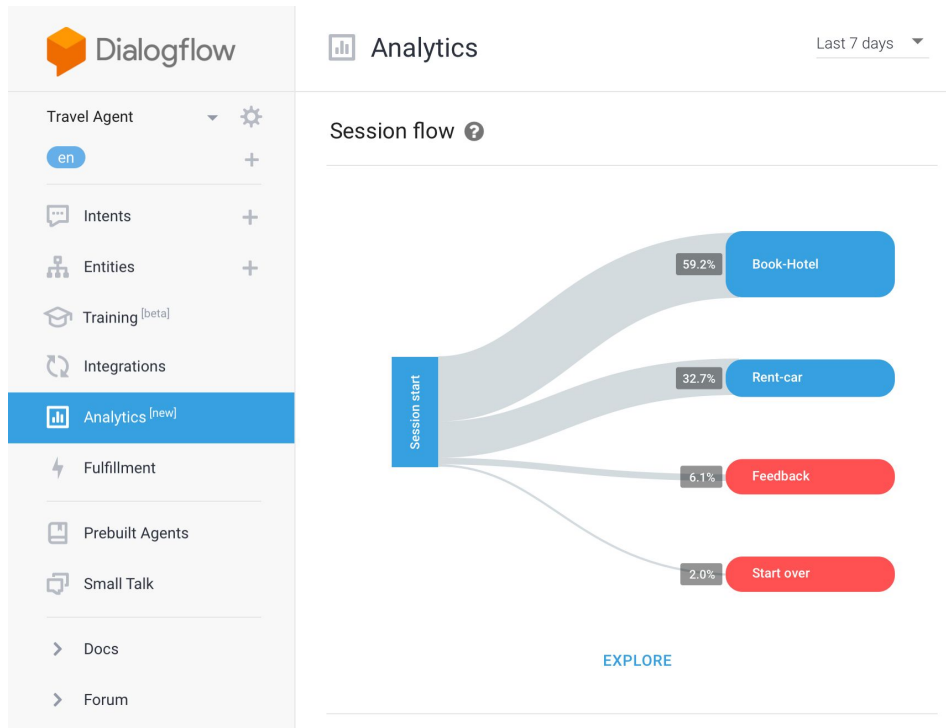 Dialogflow
Travel Agent
en
Intents
Entities
Training [beta]
Integrations
Analytics [new]
Fulfillment
Prebuilt Agents
Small Talk
Docs
Forum
Analytics
Last 7 days
Session flow ?
Session start
59.2% Book-Hotel
32.7% Rent-car
6.1% Feedback
2.0% Start over
EXPLORE